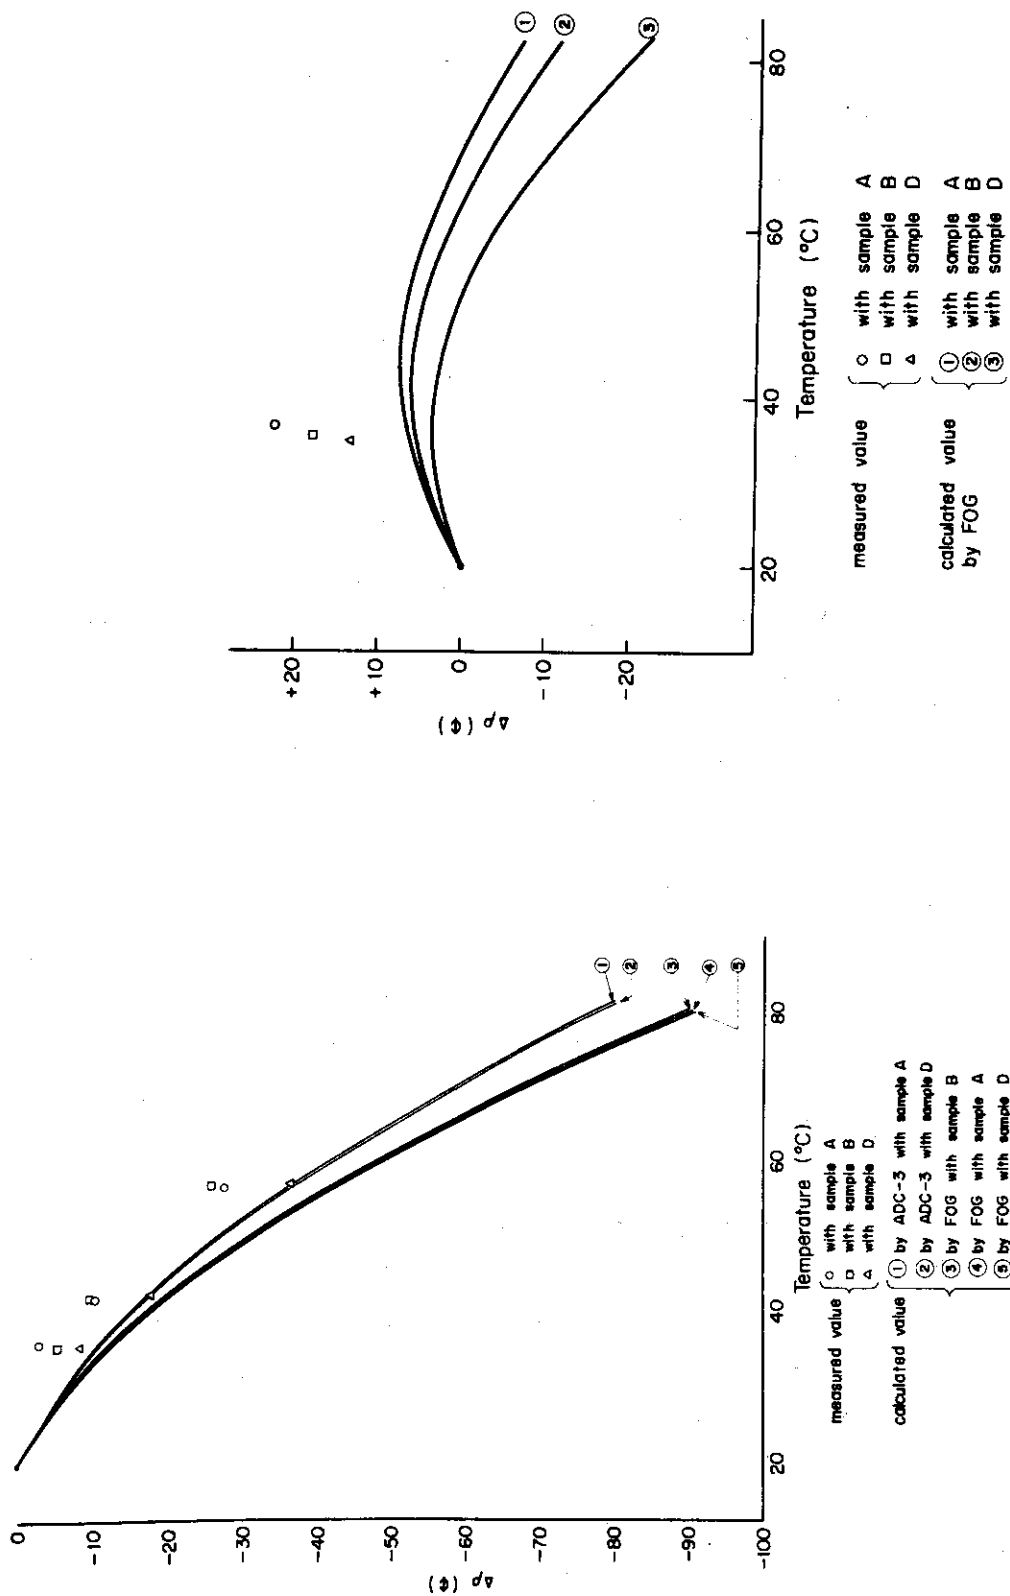 0
-10
-20
-30
-40
-50
-60
-70
-80
-90
-100
Δρ (¢)
20
40
60
80
Temperature (°C)
① ② ③ ④ ⑤
measured value
○ with sample A
□ with sample B
△ with sample D
calculated value
① by ADC-3 with sample A
② by ADC-3 with sample D
③ by FOG with sample B
④ by FOG with sample A
⑤ by FOG with sample D
+20
+10
0
-10
-20
Δρ (¢)
20
40
60
80
Temperature (°C)
① ② ③
measured value
○ with sample A
□ with sample B
△ with sample D
calculated value
by FOG
① with sample A
② with sample B
③ with sample D